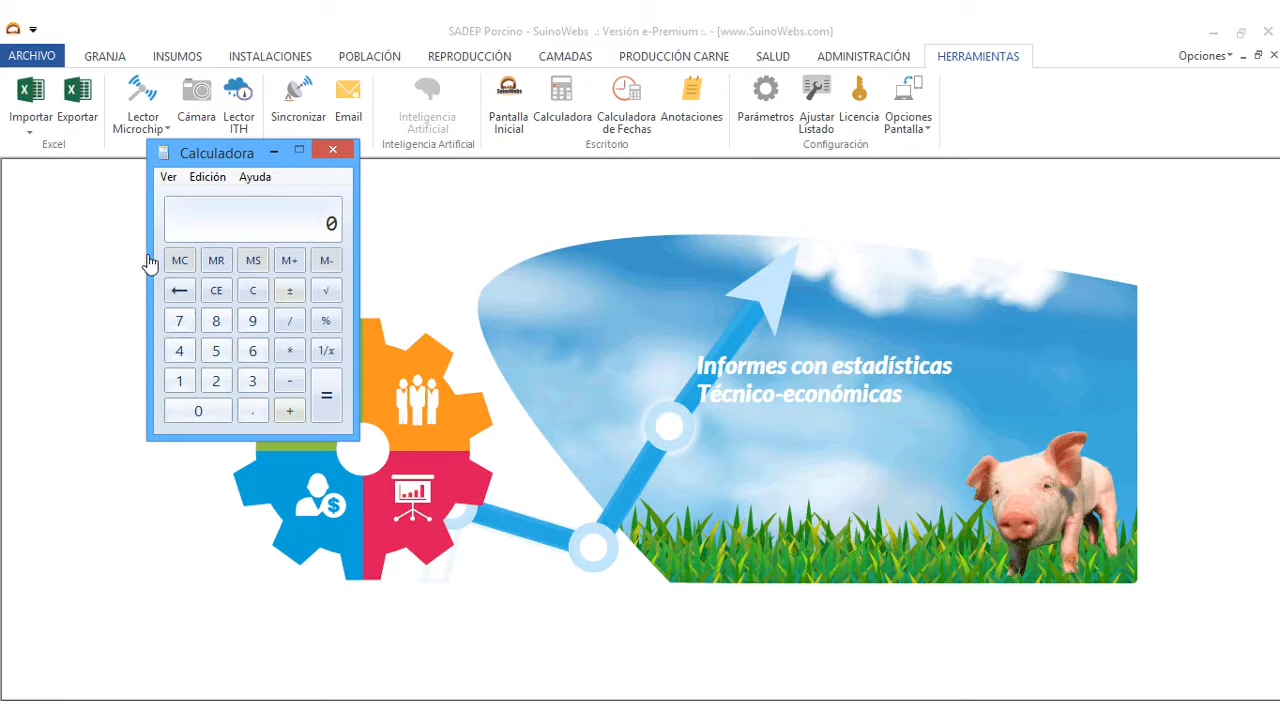 SADEP Porcino - SuinoWebs .: Versión e-Premium :. - [www.SuinoWebs.com]
ARCHIVO GRANJA INSUMOS INSTALACIONES POBLACIÓN REPRODUCCIÓN CAMADAS PRODUCCIÓN CARNE SALUD ADMINISTRACIÓN HERRAMIENTAS Opciones
Importar Exportar Lector Microchip Cámara Lector ITH Sincronizar Email Inteligencia Artificial Pantalla Inicial Calculadora Calculadora de Fechas Anotaciones Parámetros Ajustar Listado Licencia Opciones Pantalla
Excel Inteligencia Artificial Escritorio Configuración
Calculadora
Ver Edición Ayuda
0
MC MR MS M+ M-
← CE C ± √
7 8 9 / %
4 5 6 * 1/x
1 2 3 - =
0 . +
Informes con estadísticas
Técnico-económicas